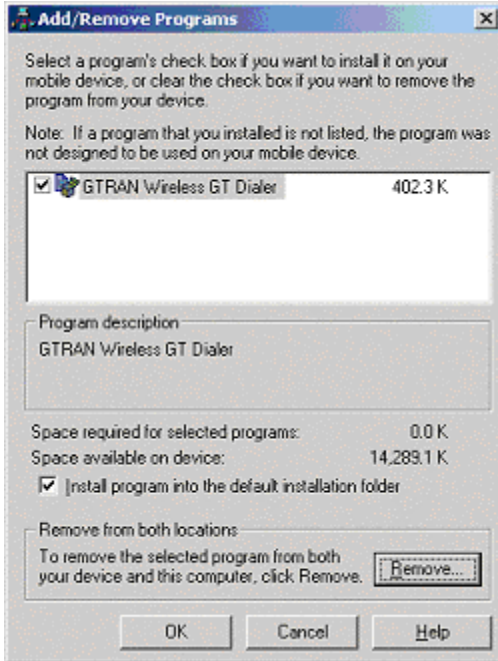 Add/Remove Programs
Select a program's check box if you want to install it on your
mobile device, or clear the check box if you want to remove the
program from your device.
Note: If a program that you installed is not listed, the program was
not designed to be used on your mobile device.
GTRAN Wireless GT Dialer 402.3 K
Program description
GTRAN Wireless GT Dialer
Space required for selected programs: 0.0 K
Space available on device: 14,289.1 K
Install program into the default installation folder
Remove from both locations
To remove the selected program from both
your device and this computer, click Remove.
Remove...
OK Cancel Help